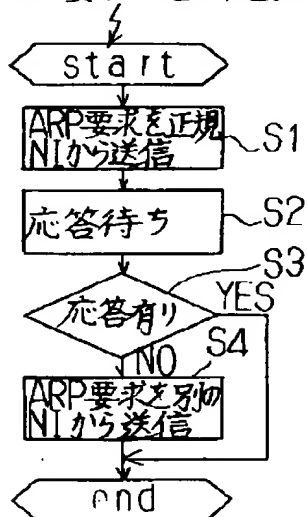 start
ARP要求を正規
NIから送信
S1
応答待ち
S2
S3
応答有り
YES
NO
S4
ARP要求を別の
NIから送信
end